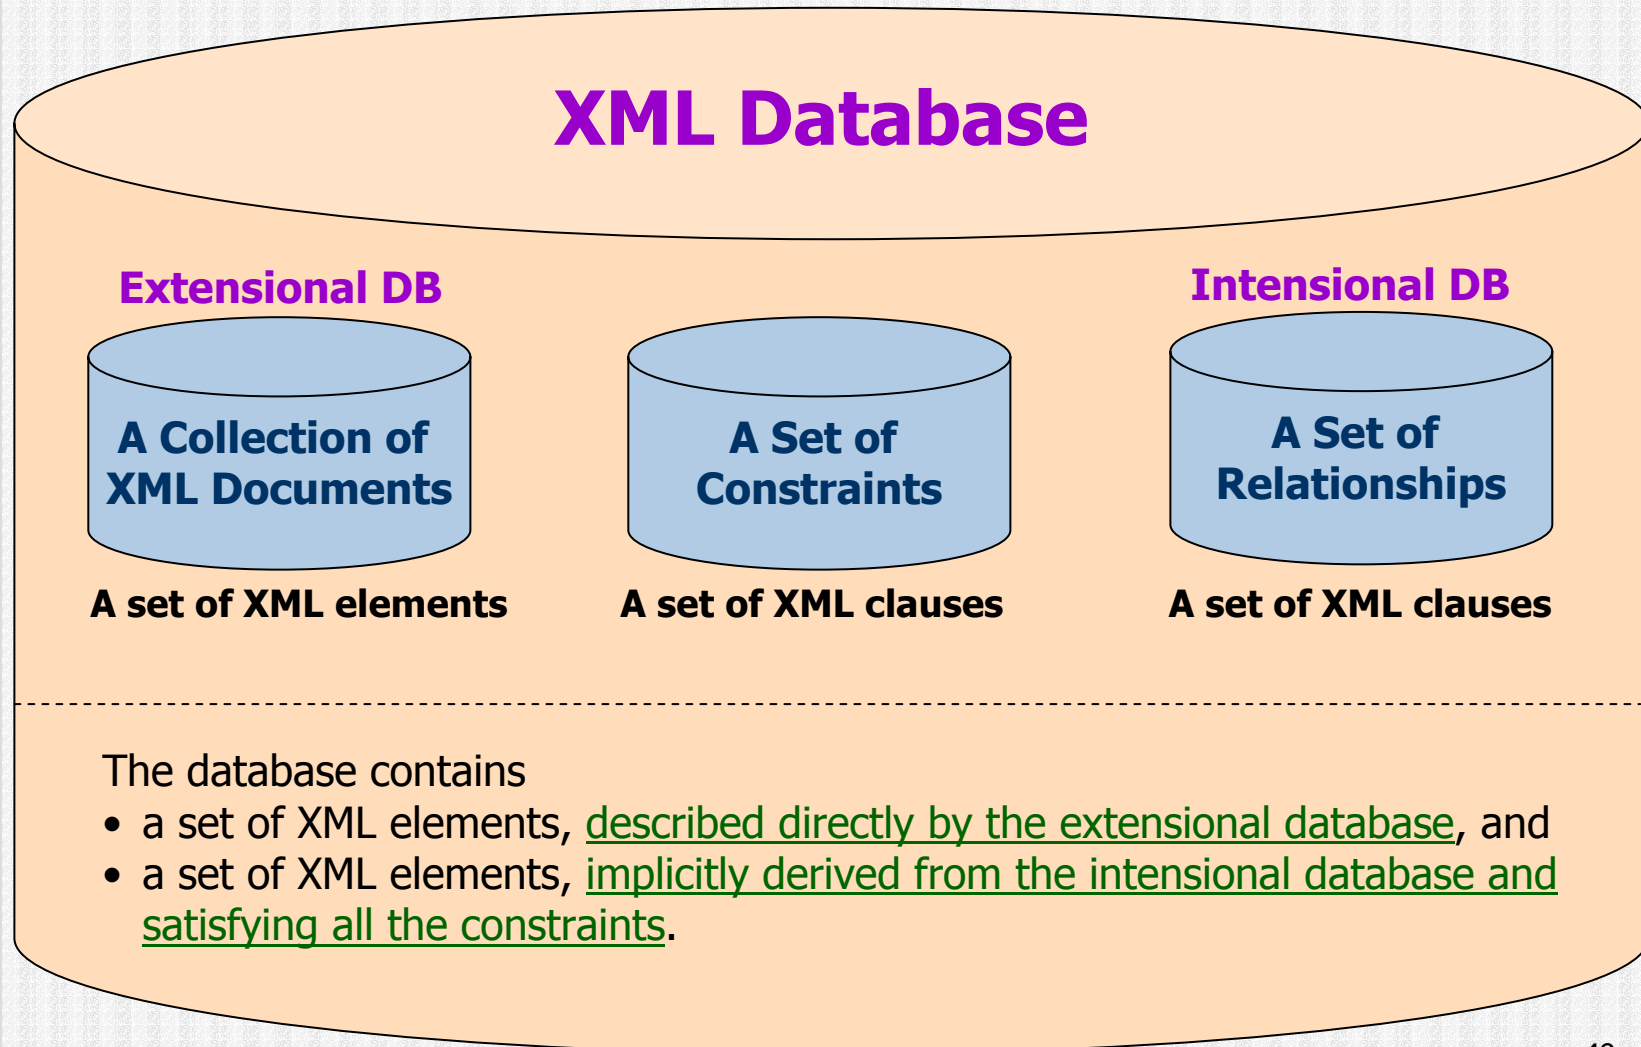 XML Database
Extensional DB
Intensional DB
A Collection of
XML Documents
A Set of
Constraints
A Set of
Relationships
A set of XML elements
A set of XML clauses
A set of XML clauses
The database contains
• a set of XML elements, described directly by the extensional database, and
• a set of XML elements, implicitly derived from the intensional database and
satisfying all the constraints.